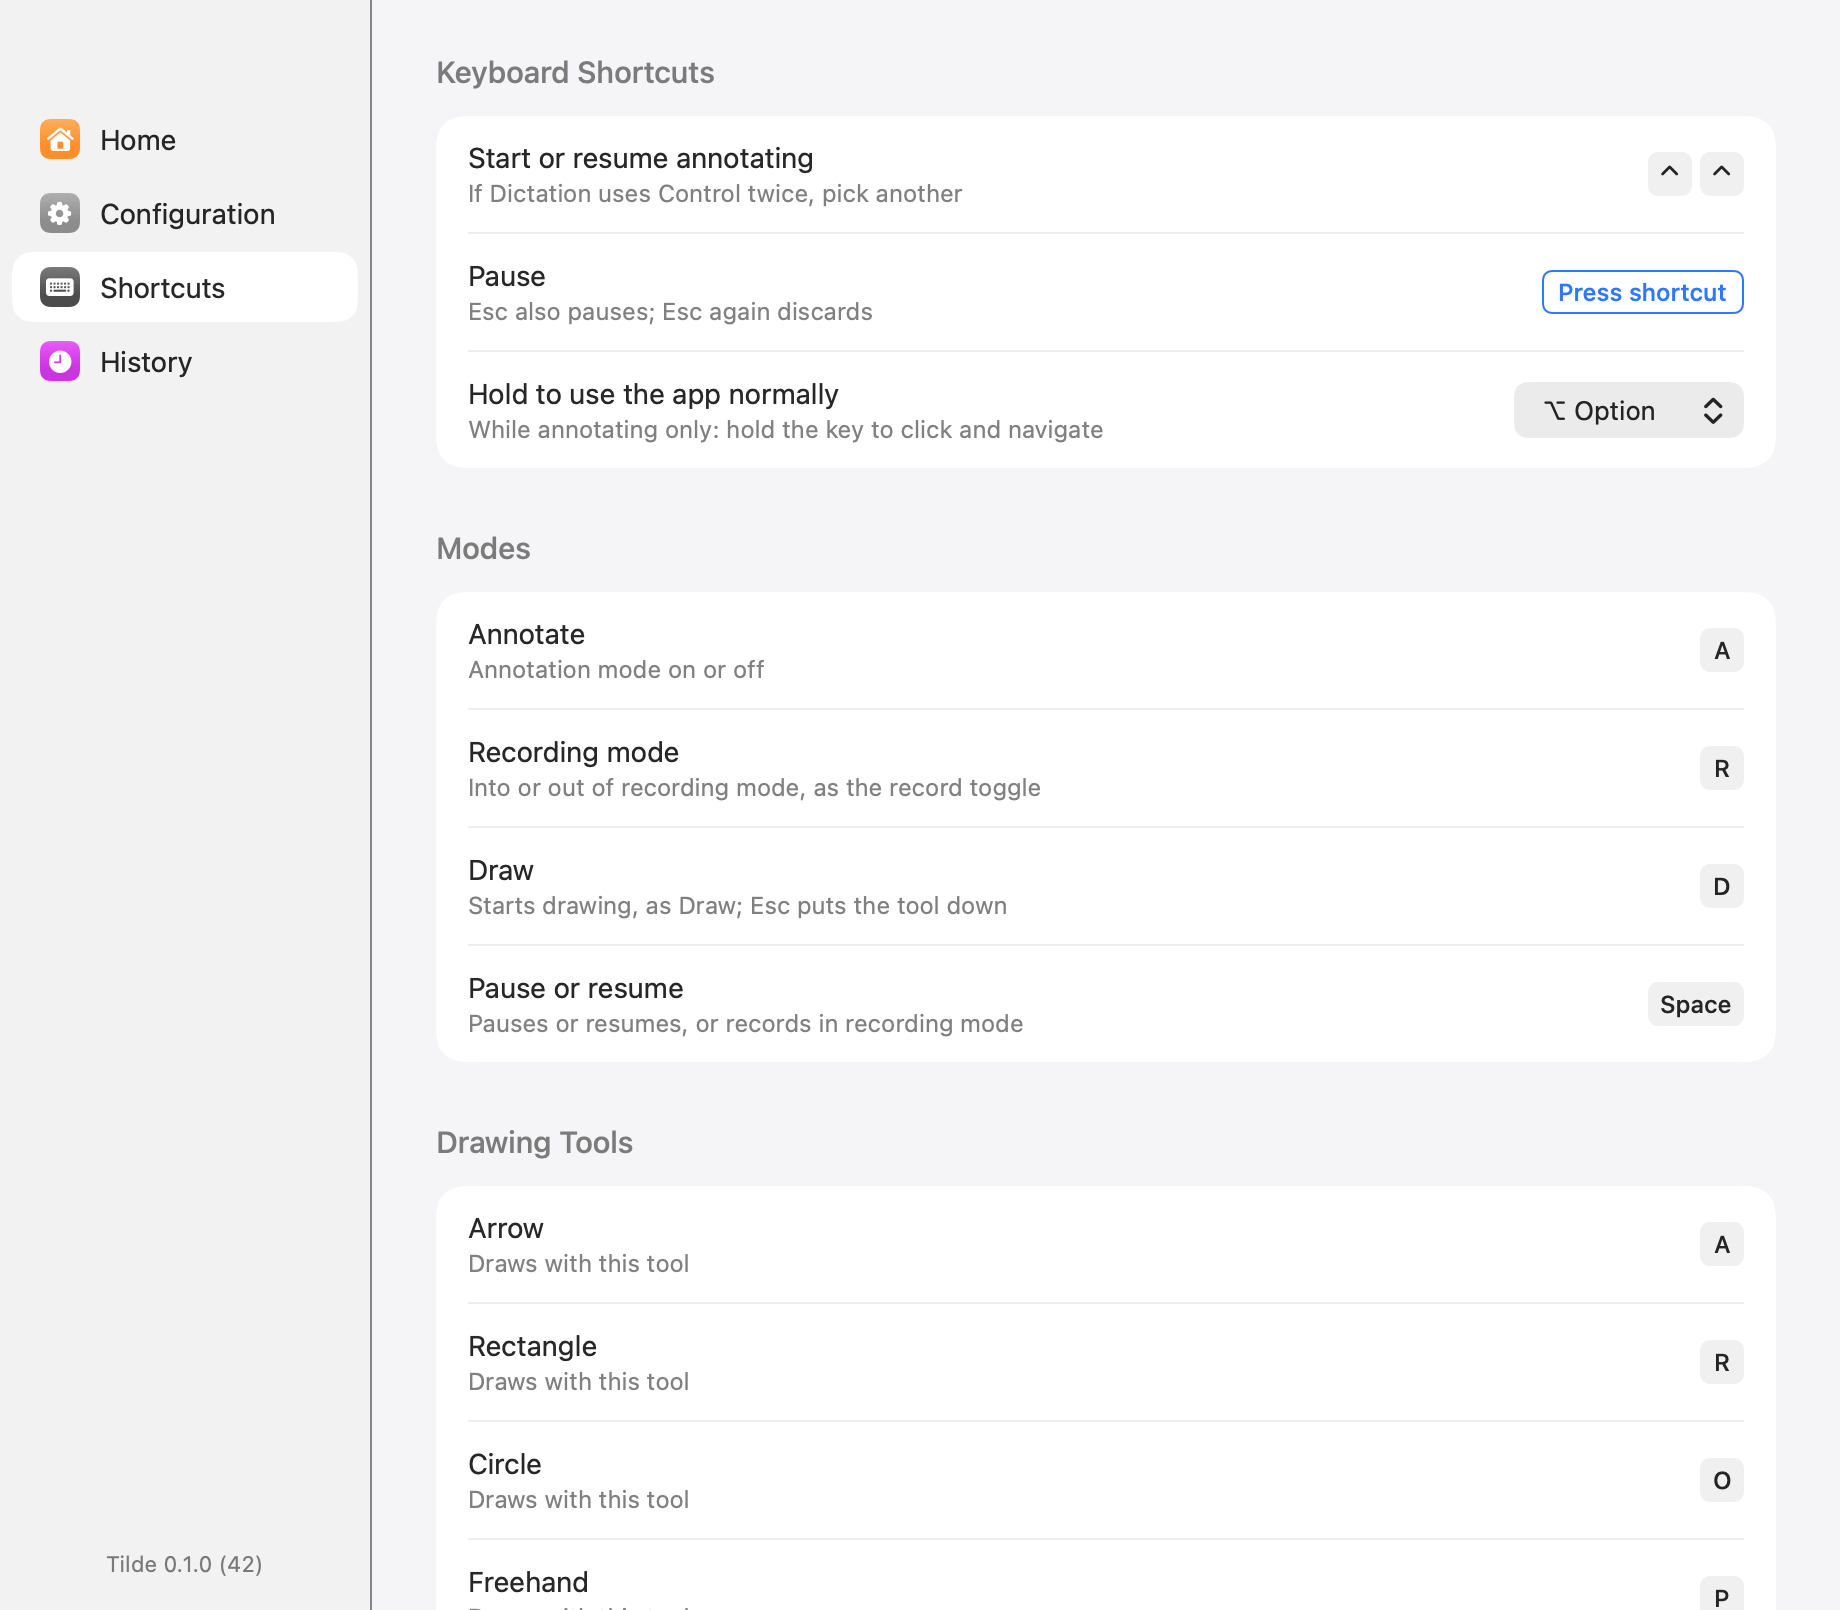 Home
Configuration
Shortcuts
History
Tilde 0.1.0 (42)
Keyboard Shortcuts
Start or resume annotating
If Dictation uses Control twice, pick another
^ ^
Pause
Esc also pauses; Esc again discards
Press shortcut
Hold to use the app normally
While annotating only: hold the key to click and navigate
⌥ Option
Modes
Annotate
Annotation mode on or off
A
Recording mode
Into or out of recording mode, as the record toggle
R
Draw
Starts drawing, as Draw; Esc puts the tool down
D
Pause or resume
Pauses or resumes, or records in recording mode
Space
Drawing Tools
Arrow
Draws with this tool
A
Rectangle
Draws with this tool
R
Circle
Draws with this tool
O
Freehand
P